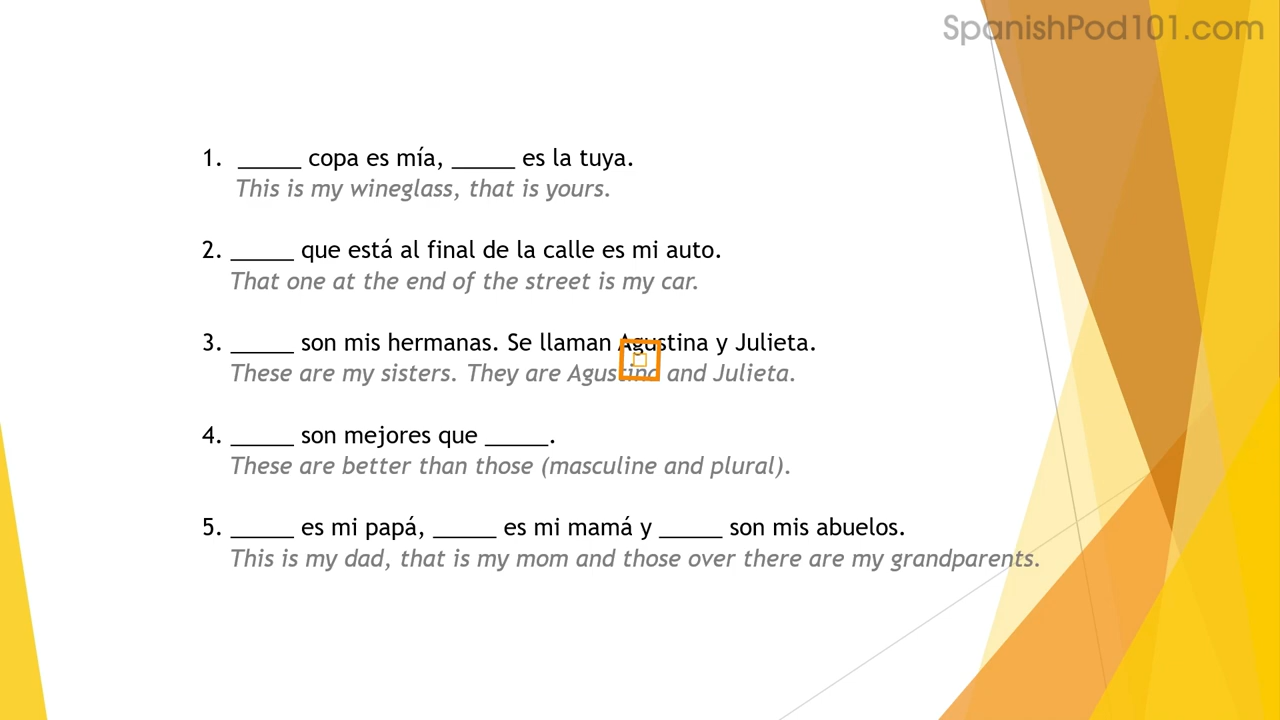 SpanishPod101.com
1. _____ copa es mía, _____ es la tuya.
This is my wineglass, that is yours.
2. _____ que está al final de la calle es mi auto.
That one at the end of the street is my car.
3. _____ son mis hermanas. Se llaman Agustina y Julieta.
These are my sisters. They are Agustina and Julieta.
4. _____ son mejores que _____.
These are better than those (masculine and plural).
5. _____ es mi papá, _____ es mi mamá y _____ son mis abuelos.
This is my dad, that is my mom and those over there are my grandparents.